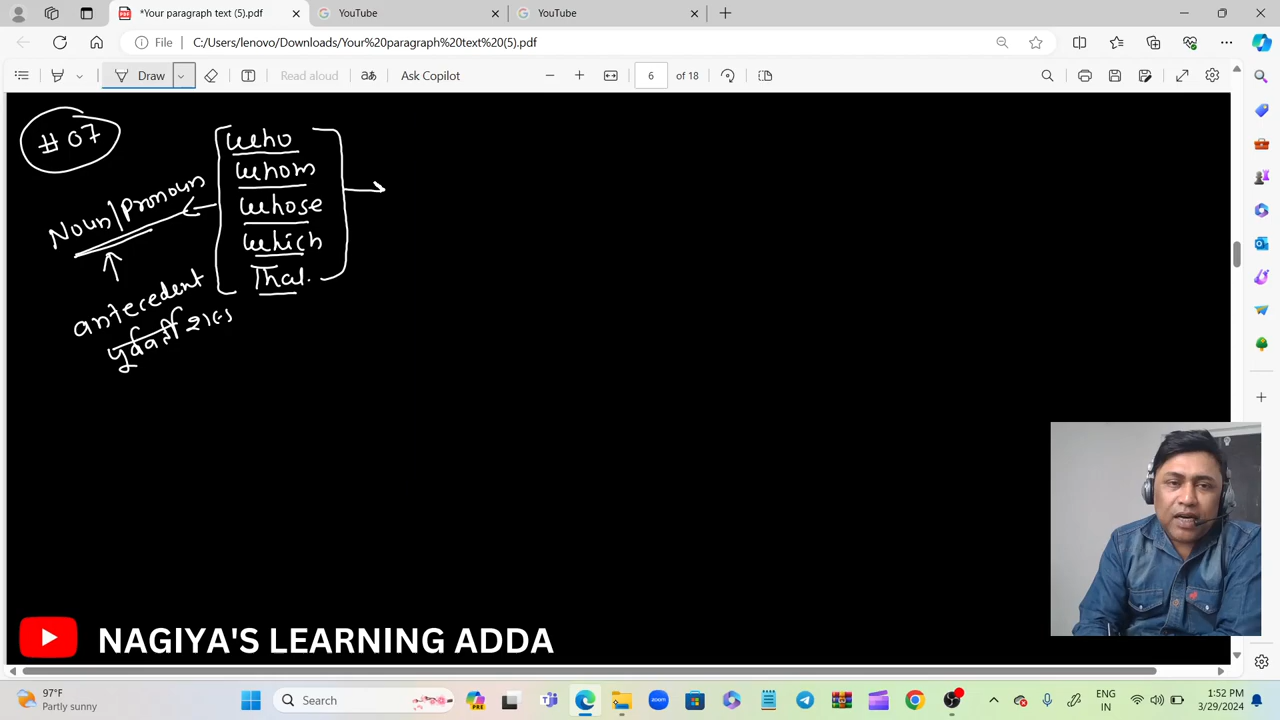 *Your paragraph text (5).pdf
YouTube
YouTube
File
C:/Users/lenovo/Downloads/Your%20paragraph%20text%20(5).pdf
Draw
Read aloud
Ask Copilot
6
of 18
# 07
Who
Whom
Whose
Which
That
Noun/Pronoun
antecedent
पूर्ववर्ती शब्द
NAGIYA'S LEARNING ADDA
97°F
Partly sunny
Search
ENG
IN
1:52 PM
3/29/2024